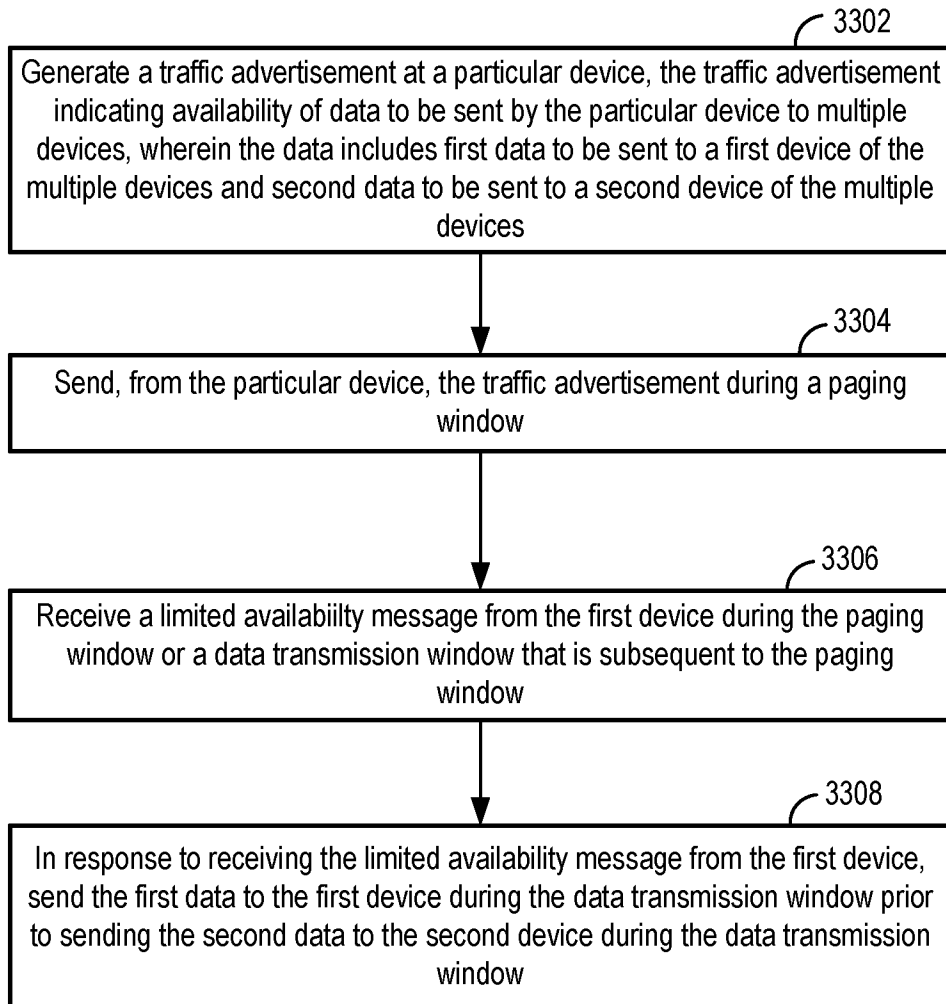 3302
Generate a traffic advertisement at a particular device, the traffic advertisement
indicating availability of data to be sent by the particular device to multiple
devices, wherein the data includes first data to be sent to a first device of the
multiple devices and second data to be sent to a second device of the multiple
devices
3304
Send, from the particular device, the traffic advertisement during a paging
window
3306
Receive a limited availabiilty message from the first device during the paging
window or a data transmission window that is subsequent to the paging
window
3308
In response to receiving the limited availability message from the first device,
send the first data to the first device during the data transmission window prior
to sending the second data to the second device during the data transmission
window